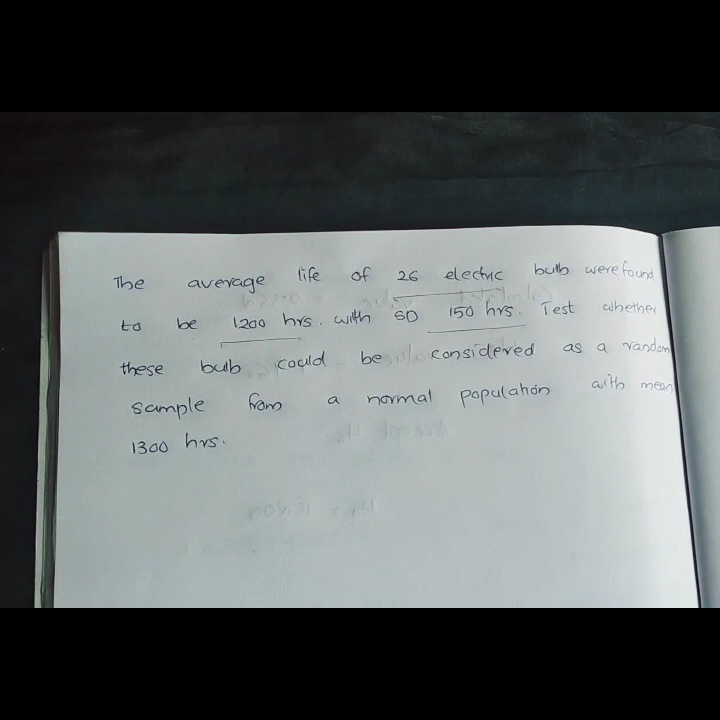 The average life of 26 electric bulb were found
to be 1200 hrs. with SD 150 hrs. Test whether
these bulb could be considered as a random
sample from a normal population with mean
1300 hrs.